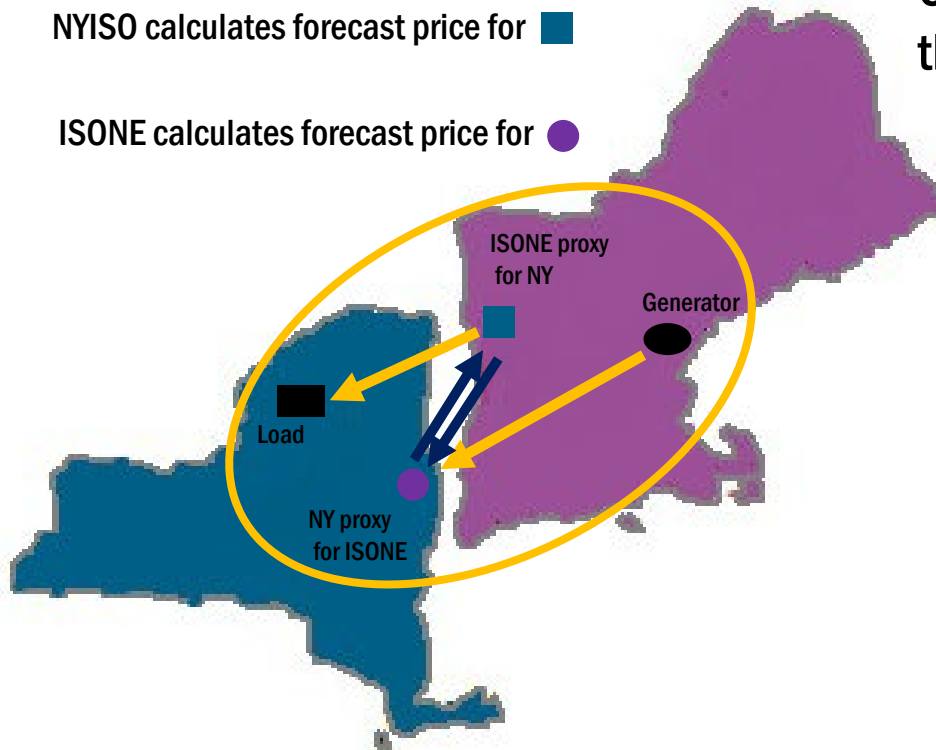 NYISO calculates forecast price for
ISONE calculates forecast price for
ISONE proxy
for NY
Generator
Load
NY proxy
for ISONE